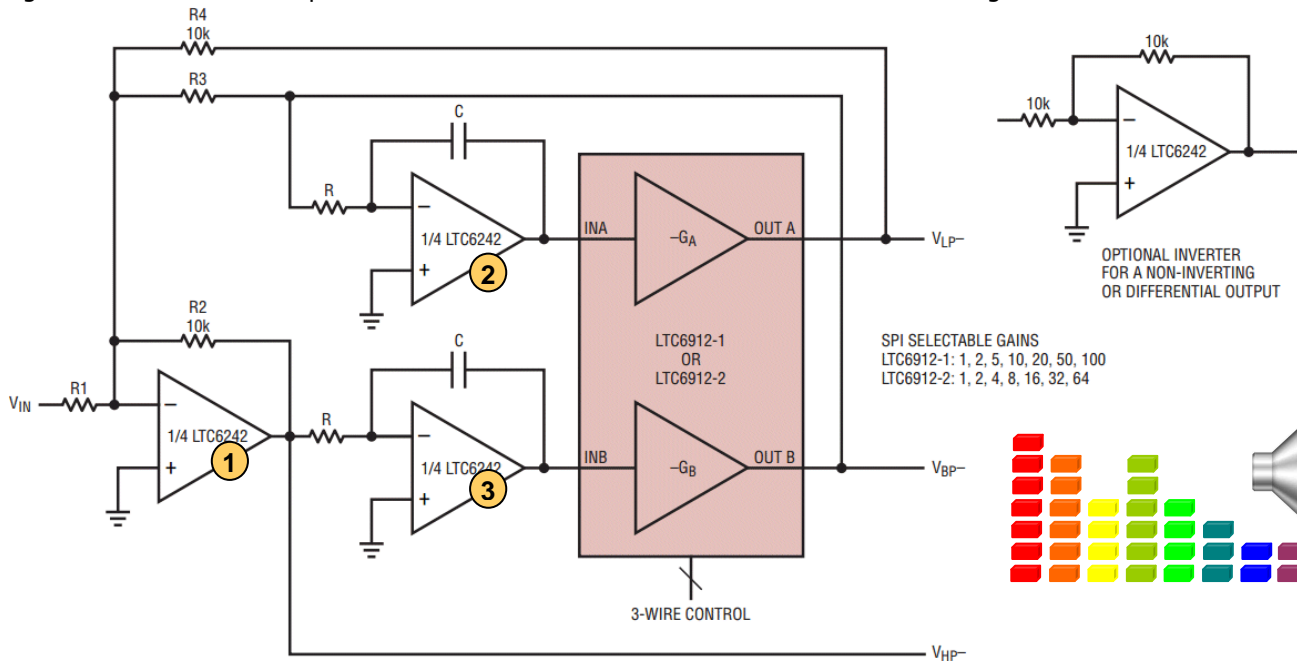 R4
10k
R3
C
R
1/4 LTC6242
2
INA
–GA
OUT A
VLP–
10k
10k
1/4 LTC6242
OPTIONAL INVERTER
FOR A NON-INVERTING
OR DIFFERENTIAL OUTPUT
R2
10k
R1
VIN
1/4 LTC6242
1
R
C
1/4 LTC6242
3
LTC6912-1
OR
LTC6912-2
SPI SELECTABLE GAINS
LTC6912-1: 1, 2, 5, 10, 20, 50, 100
LTC6912-2: 1, 2, 4, 8, 16, 32, 64
INB
–GB
OUT B
VBP–
3-WIRE CONTROL
VHP–